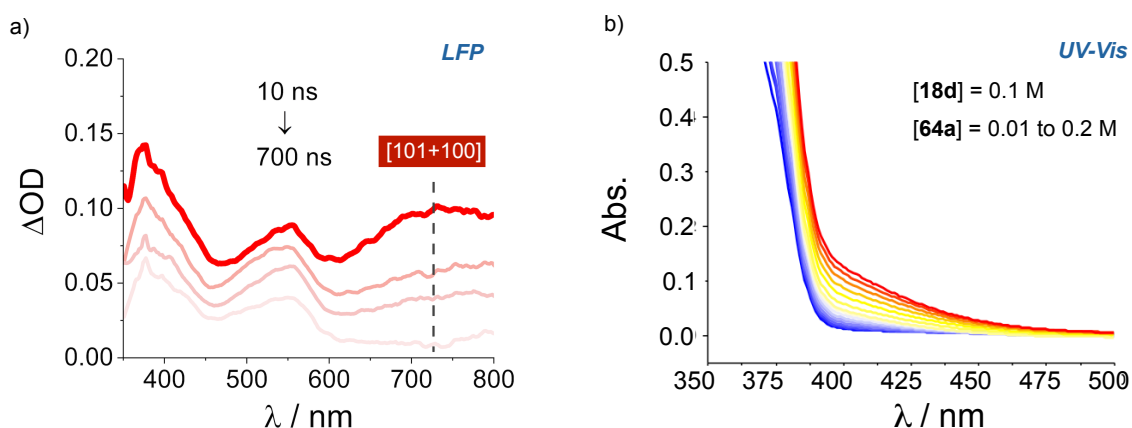 a)
LFP
0.20
0.15
0.10
0.05
0.00
ΔOD
10 ns
↓
700 ns
[101+100]
400 500 600 700 800
λ / nm
b)
UV-Vis
0.5
0.4
0.3
0.2
0.1
0.0
Abs.
[18d] = 0.1 M
[64a] = 0.01 to 0.2 M
350 375 400 425 450 475 500
λ / nm